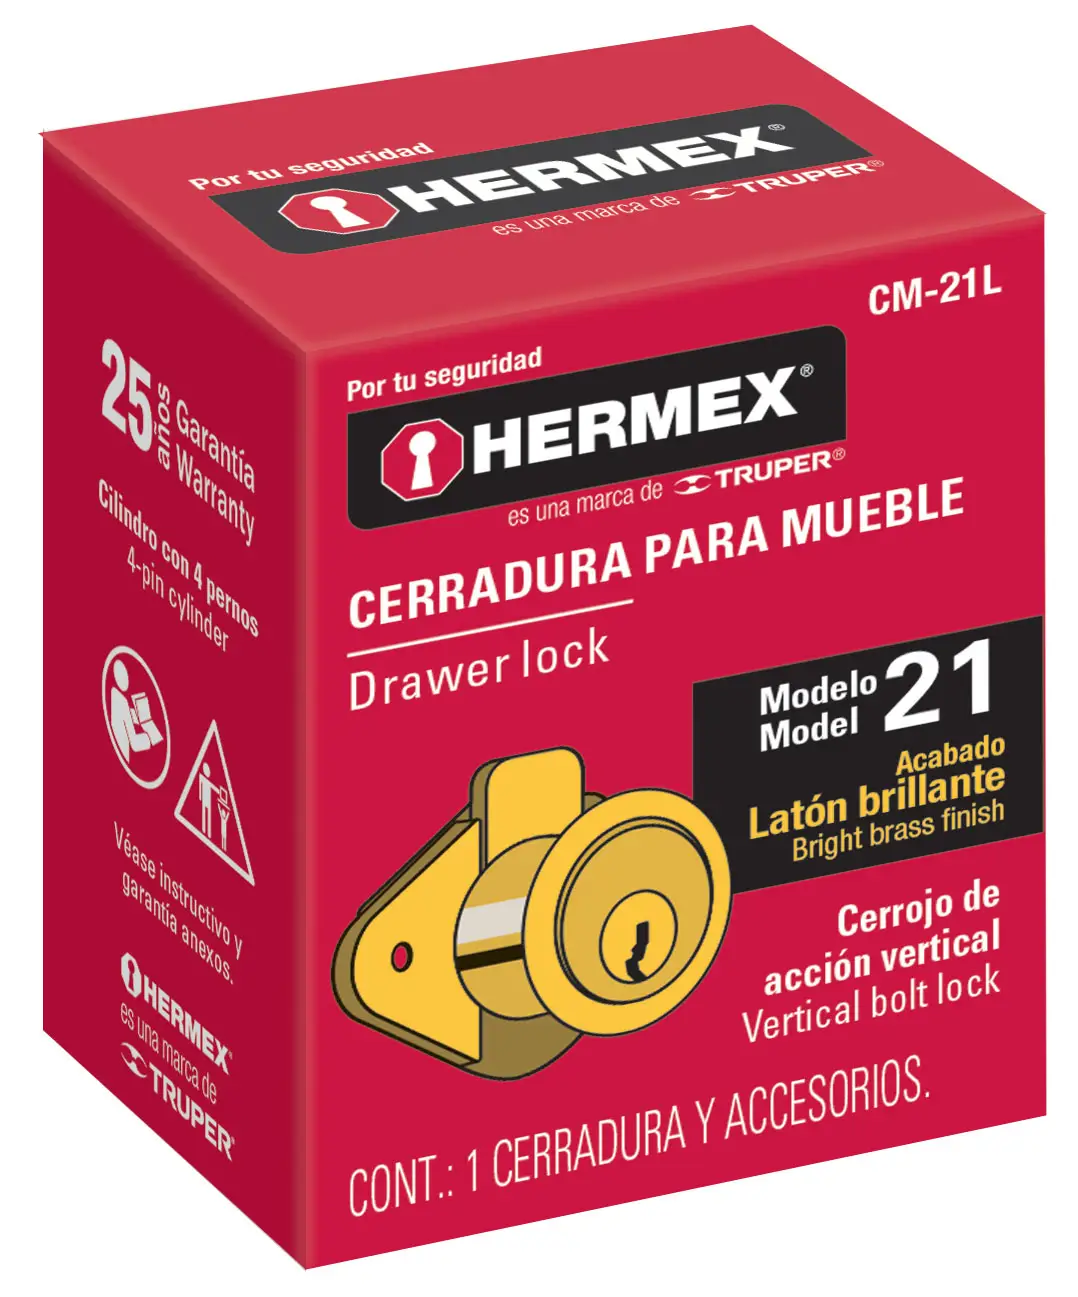 Por tu seguridad
HERMEX®
es una marca de TRUPER®
CM-21L
Por tu seguridad
HERMEX®
es una marca de TRUPER®
CERRADURA PARA MUEBLE
Drawer lock
Modelo
Model
21
Acabado
Latón brillante
Bright brass finish
Cerrojo de
acción vertical
Vertical bolt lock
CONT.: 1 CERRADURA Y ACCESORIOS.
25 años
Garantía
Warranty
Cilindro con 4 pernos
4-pin cylinder
Véase instructivo y
garantía anexos.
HERMEX®
es una marca de
TRUPER®